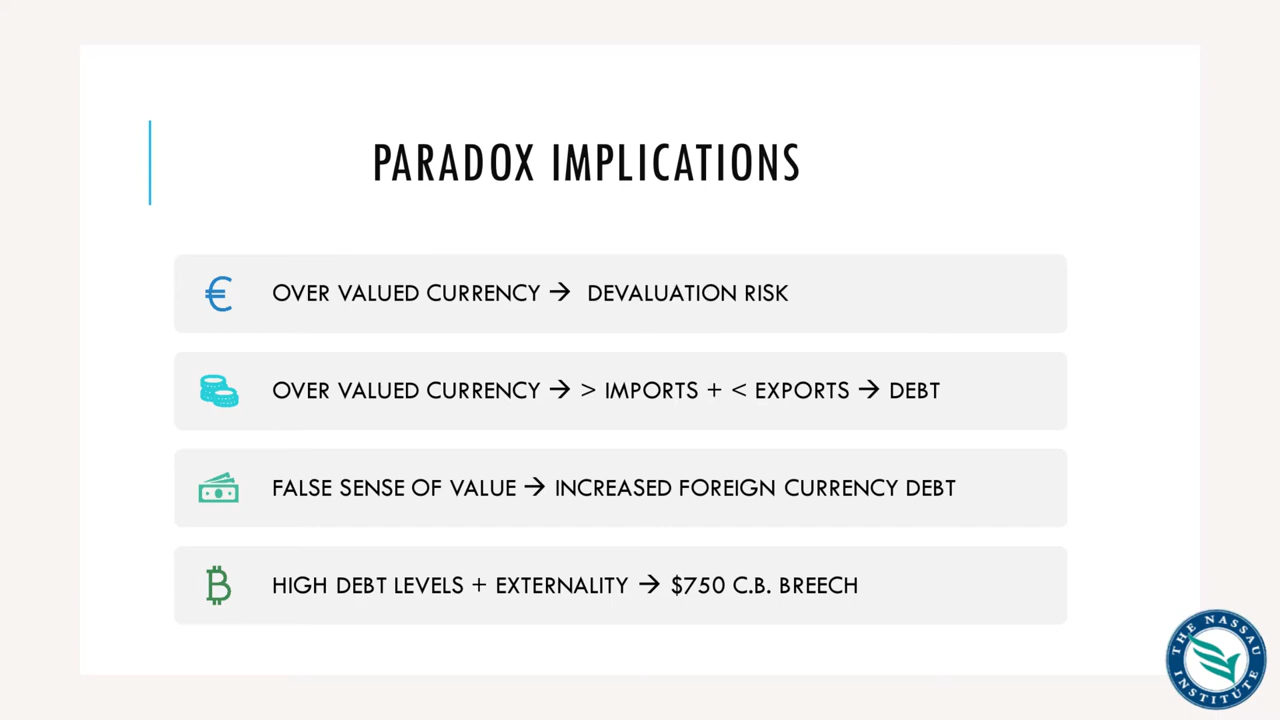 PARADOX IMPLICATIONS
OVER VALUED CURRENCY → DEVALUATION RISK
OVER VALUED CURRENCY → > IMPORTS + < EXPORTS → DEBT
FALSE SENSE OF VALUE → INCREASED FOREIGN CURRENCY DEBT
HIGH DEBT LEVELS + EXTERNALITY → $750 C.B. BREECH
THE NASSAU INSTITUTE